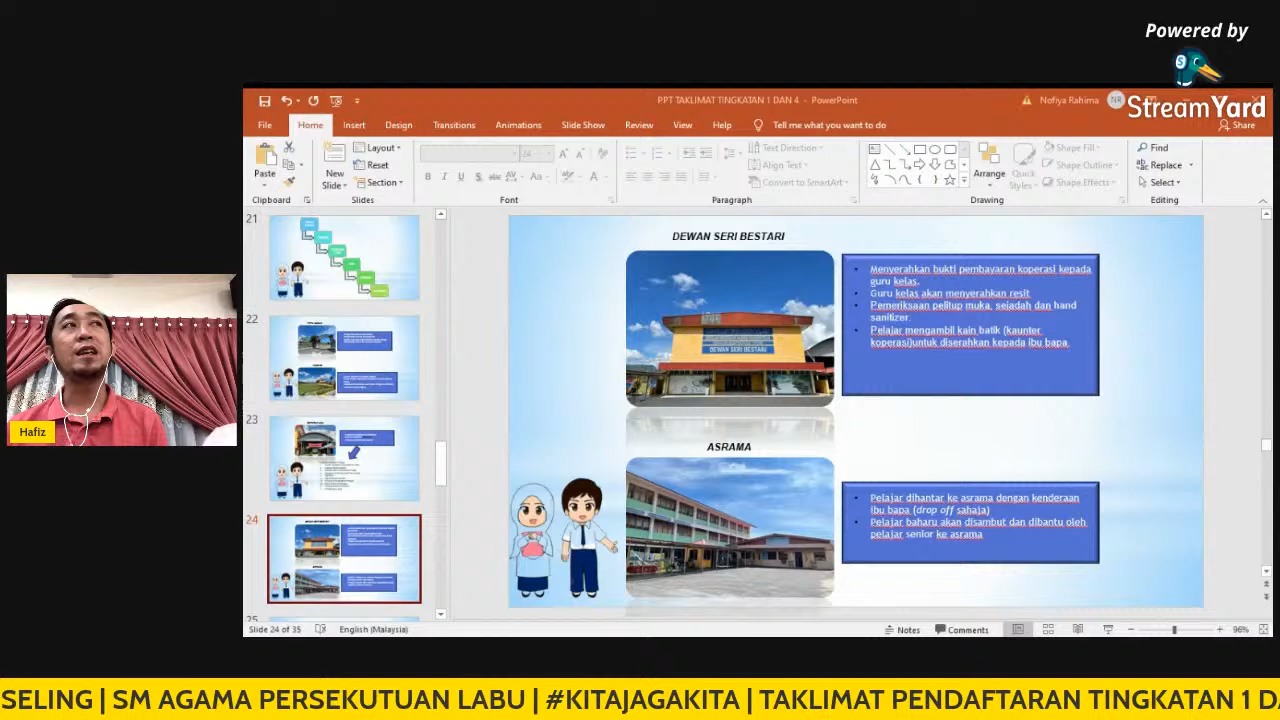 Powered by
StreamYard
PPT TAKLIMAT TINGKATAN 1 DAN 4 - PowerPoint
Nofiya Rahima
NR
File Home Insert Design Transitions Animations Slide Show Review View Help Tell me what you want to do
Share
Paste
New
Slide
Layout
Reset
Section
24
Text Direction
Align Text
Convert to SmartArt
Arrange
Quick
Styles
Shape Fill
Shape Outline
Shape Effects
Find
Replace
Select
Clipboard
Slides
Font
Paragraph
Drawing
Editing
21
22
23
24
25
DEWAN SERI BESTARI
DEWAN SERI BESTARI
• Menyerahkan bukti pembayaran koperasi kepada
guru kelas.
• Guru kelas akan menyerahkan resit
• Pemeriksaan pelitup muka, sejadah dan hand
sanitizer.
• Pelajar mengambil kain batik (kaunter
koperasi)untuk diserahkan kepada ibu bapa.
ASRAMA
• Pelajar dihantar ke asrama dengan kenderaan
ibu bapa (drop off sahaja)
• Pelajar baharu akan disambut dan dibantu oleh
pelajar senior ke asrama
Hafiz
Slide 24 of 35
English (Malaysia)
Notes
Comments
96%
SELING | SM AGAMA PERSEKUTUAN LABU | #KITAJAGAKITA | TAKLIMAT PENDAFTARAN TINGKATAN 1 DA